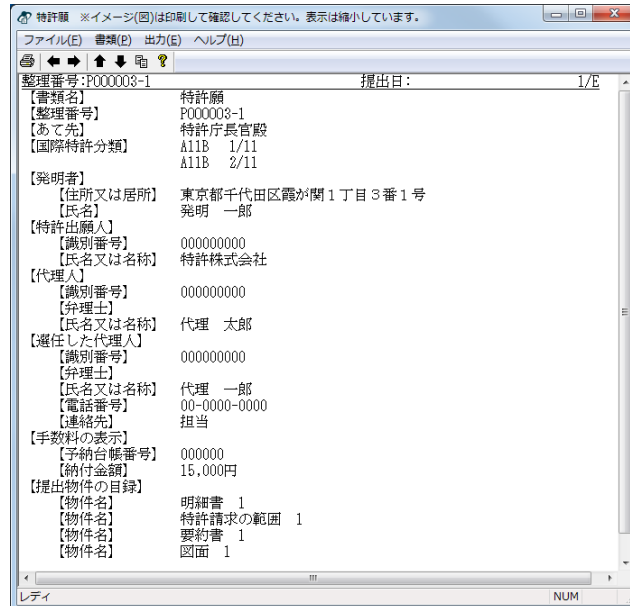 特許願 ※イメージ(図)は印刷して確認してください。表示は縮小しています。
ファイル(F) 書類(P) 出力(E) ヘルプ(H)
整理番号:P000003-1 提出日: 1/E
【書類名】 特許願
【整理番号】 P000003-1
【あて先】 特許庁長官殿
【国際特許分類】 A11B 1/11
A11B 2/11
【発明者】
【住所又は居所】 東京都千代田区霞が関1丁目3番1号
【氏名】 発明 一郎
【特許出願人】
【識別番号】 000000000
【氏名又は名称】 特許株式会社
【代理人】
【識別番号】 000000000
【弁理士】
【氏名又は名称】 代理 太郎
【選任した代理人】
【識別番号】 000000000
【弁理士】
【氏名又は名称】 代理 一郎
【電話番号】 00-0000-0000
【連絡先】 担当
【手数料の表示】
【予納台帳番号】 000000
【納付金額】 15,000円
【提出物件の目録】
【物件名】 明細書 1
【物件名】 特許請求の範囲 1
【物件名】 要約書 1
【物件名】 図面 1
レディ NUM